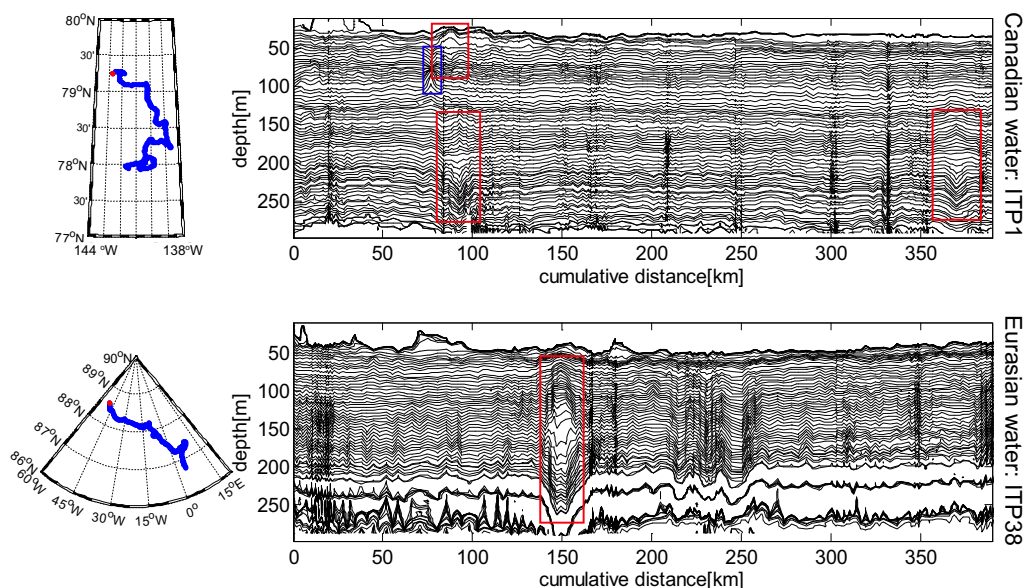 80°N
30'
79°N
30'
78°N
30'
77°N
144 °W
138°W
50
100
150
200
250
depth[m]
0
50
100
150
200
250
300
350
cumulative distance[km]
Canadian water: ITP1
90°N
89°N
88°N
87°N
86°N
60°W
45°W
30°W
15°W
0°
15°E
50
100
150
200
250
depth[m]
0
50
100
150
200
250
300
350
cumulative distance[km]
Eurasian water: ITP38